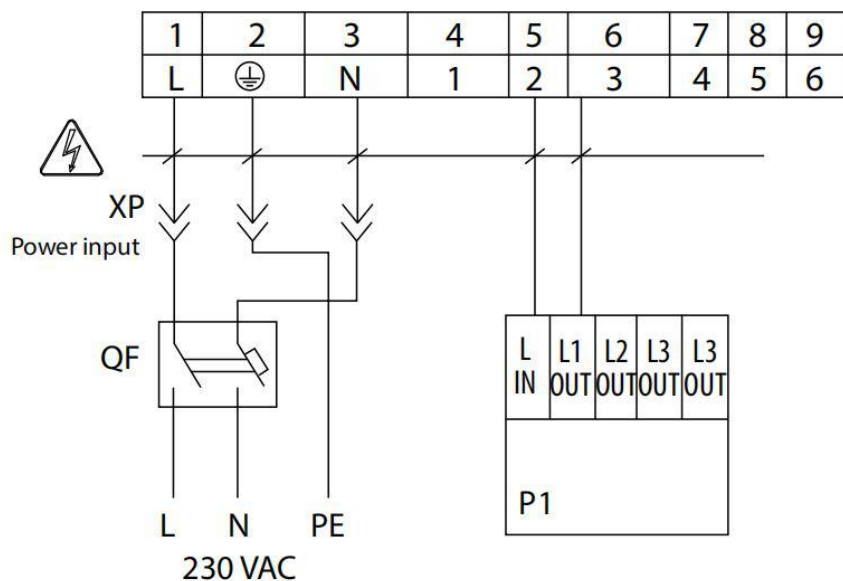 1 2 3 4 5 6 7 8 9
L N 1 2 3 4 5 6
XP
Power input
QF
L L1 L2 L3 L3
IN OUT OUT OUT OUT
P1
L N PE
230 VAC